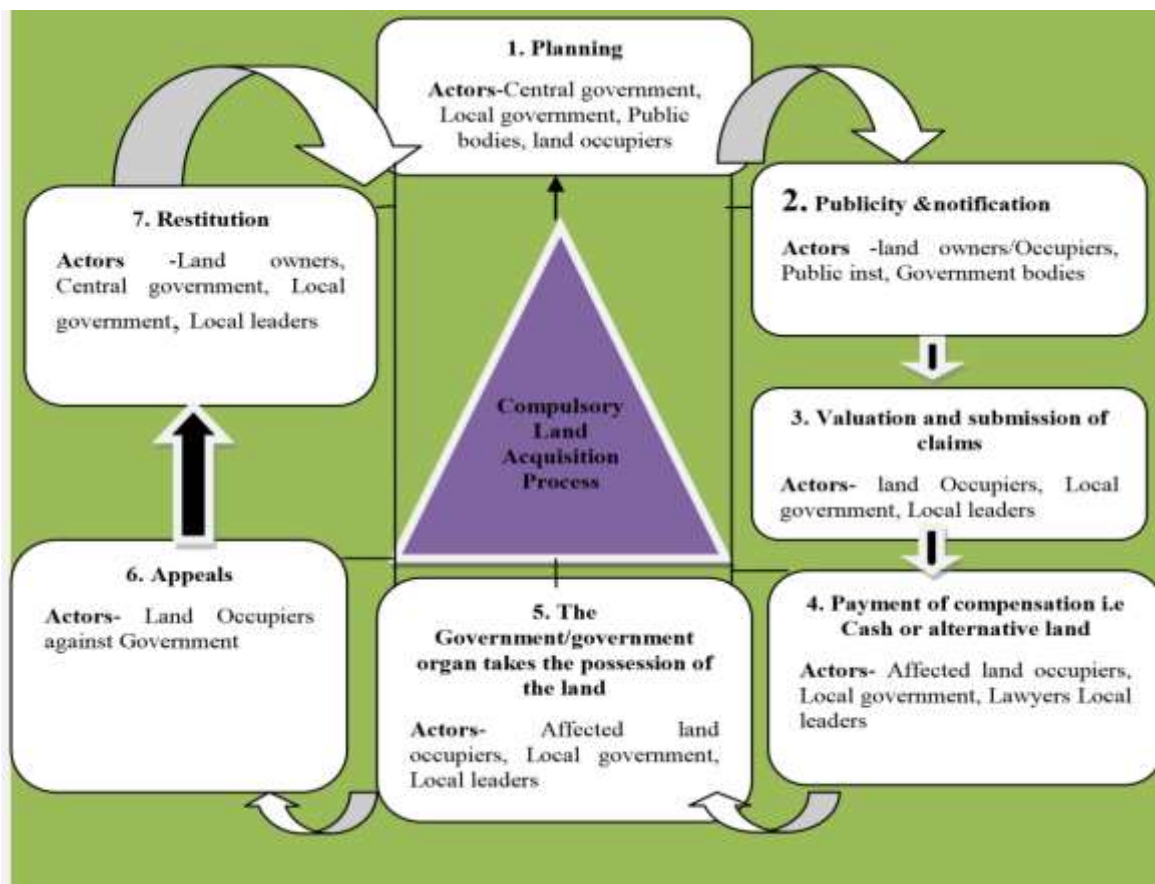 1. Planning
Actors-Central government,
Local government, Public
bodies, land occupiers
2. Publicity &notification
Actors -land owners/Occupiers,
Public inst, Government bodies
3. Valuation and submission of
claims
Actors- land Occupiers, Local
government, Local leaders
4. Payment of compensation i.e
Cash or alternative land
Actors- Affected land occupiers,
Local government, Lawyers Local
leaders
5. The
Government/government
organ takes the possession of
the land
Actors- Affected land
occupiers, Local government,
Local leaders
6. Appeals
Actors- Land Occupiers
against Government
7. Restitution
Actors -Land owners,
Central government, Local
government, Local leaders
Compulsory
Land
Acquisition
Process